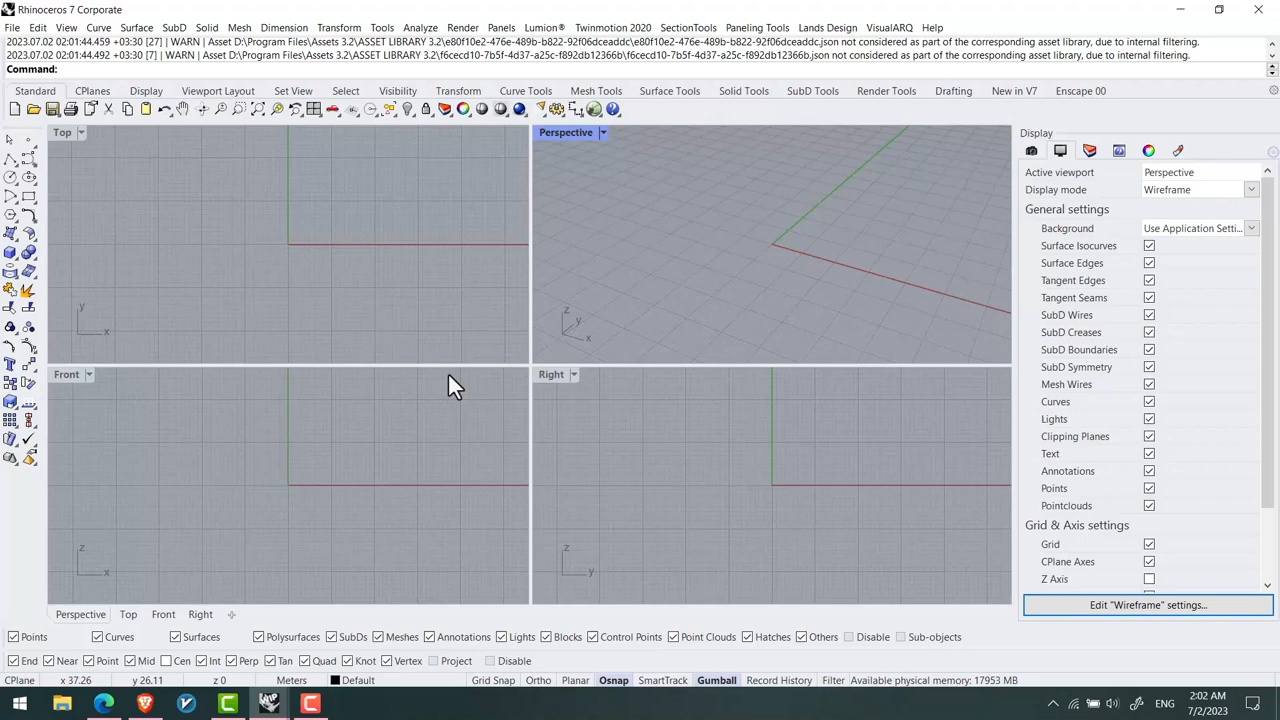 Rhinoceros 7 Corporate
File Edit View Curve Surface SubD Solid Mesh Dimension Transform Tools Analyze Render Panels Lumion® Twinmotion 2020 SectionTools Paneling Tools Lands Design VisualARQ Help
2023.07.02 02:01:44.459 +03:30 [27] | WARN | Asset D:\Program Files\Assets 3.2\ASSET LIBRARY 3.2\e80f10e2-476e-489b-b822-92f06dceaddc\e80f10e2-476e-489b-b822-92f06dceaddc.json not considered as part of the corresponding asset library, due to internal filtering.
2023.07.02 02:01:44.459 +03:30 [7] | WARN | Asset D:\Program Files\Assets 3.2\ASSET LIBRARY 3.2\f6cecd10-7b5f-4d37-a25c-f892db12366b\f6cecd10-7b5f-4d37-a25c-f892db12366b.json not considered as part of the corresponding asset library, due to internal filtering.
Command:
Standard CPlanes Display Viewport Layout Set View Select Visibility Transform Curve Tools Mesh Tools Surface Tools Solid Tools SubD Tools Render Tools Drafting New in V7 Enscape 00
Top
y
x
Perspective
z
y
x
Front
z
x
Right
z
y
Perspective Top Front Right
Display
Active viewport Perspective
Display mode Wireframe
General settings
Background Use Application Setti...
Surface Isocurves
Surface Edges
Tangent Edges
Tangent Seams
SubD Wires
SubD Creases
SubD Boundaries
SubD Symmetry
Mesh Wires
Curves
Lights
Clipping Planes
Text
Annotations
Points
Pointclouds
Grid & Axis settings
Grid
CPlane Axes
Z Axis
Edit "Wireframe" settings...
Points Curves Surfaces Polysurfaces SubDs Meshes Annotations Lights Blocks Control Points Point Clouds Hatches Others Disable Sub-objects
End Near Point Mid Cen Int Perp Tan Quad Knot Vertex Project Disable
CPlane x 37.26 y 26.11 z 0 Meters Default Grid Snap Ortho Planar Osnap SmartTrack Gumball Record History Filter Available physical memory: 17953 MB
ENG
2:02 AM
7/2/2023